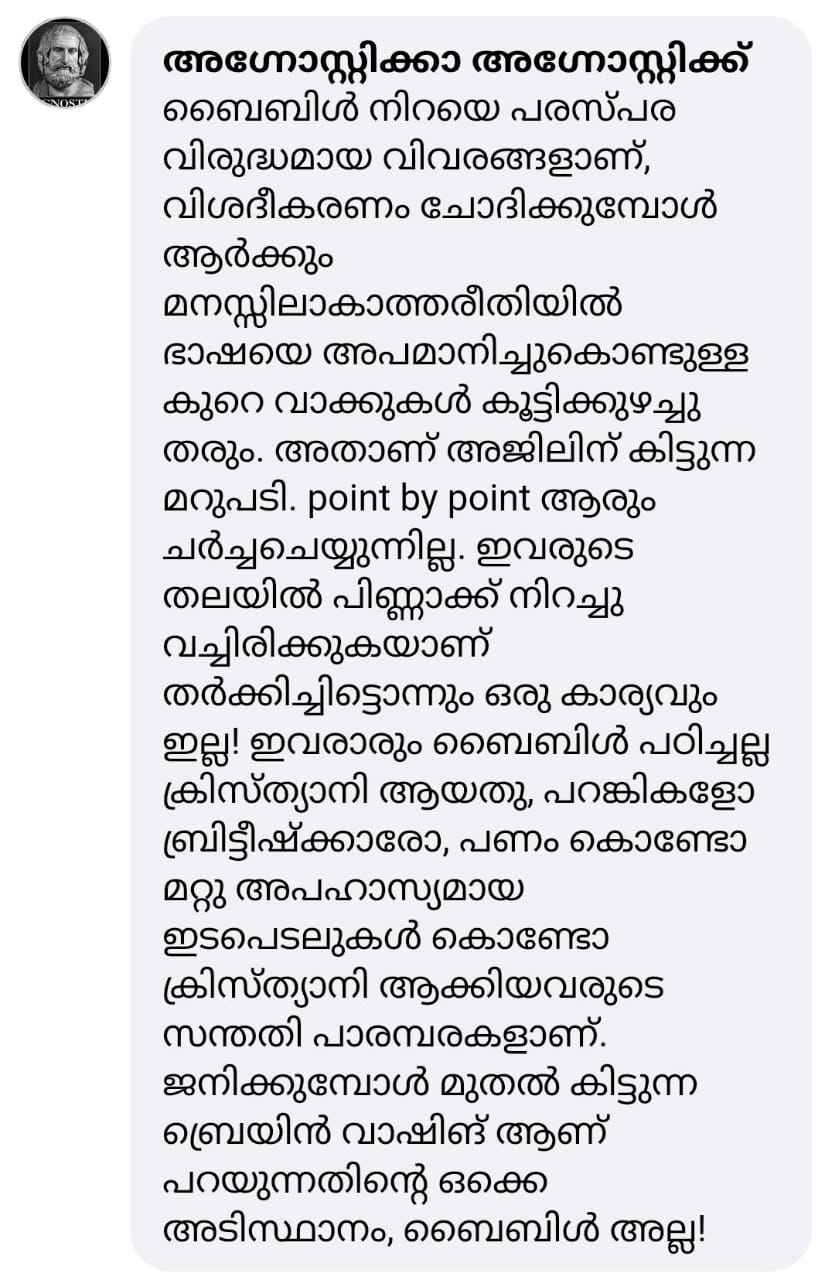 അഗ്നോസ്റ്റിക്കാ അഗ്നോസ്റ്റിക്ക്
ബൈബിൾ നിറയെ പരസ്പര
വിരുദ്ധമായ വിവരങ്ങളാണ്,
വിശദീകരണം ചോദിക്കുമ്പോൾ
ആർക്കും
മനസ്സിലാകാത്തരീതിയിൽ
ഭാഷയെ അപമാനിച്ചുകൊണ്ടുള്ള
കുറെ വാക്കുകൾ കൂട്ടിക്കുഴച്ചു
തരും. അതാണ് അജിലിന് കിട്ടുന്ന
മറുപടി. point by point ആരും
ചർച്ചചെയ്യുന്നില്ല. ഇവരുടെ
തലയിൽ പിണ്ണാക്ക് നിറച്ചു
വച്ചിരിക്കുകയാണ്
തർക്കിച്ചിട്ടൊന്നും ഒരു കാര്യവും
ഇല്ല! ഇവരാരും ബൈബിൾ പഠിച്ചല്ല
ക്രിസ്ത്യാനി ആയതു, പറങ്കികളോ
ബ്രിട്ടീഷ്ക്കാരോ, പണം കൊണ്ടോ
മറ്റു അപഹാസ്യമായ
ഇടപെടലുകൾ കൊണ്ടോ
ക്രിസ്ത്യാനി ആക്കിയവരുടെ
സന്തതി പാരമ്പരകളാണ്.
ജനിക്കുമ്പോൾ മുതൽ കിട്ടുന്ന
ബ്രെയിൻ വാഷിങ് ആണ്
പറയുന്നതിന്റെ ഒക്കെ
അടിസ്ഥാനം, ബൈബിൾ അല്ല!